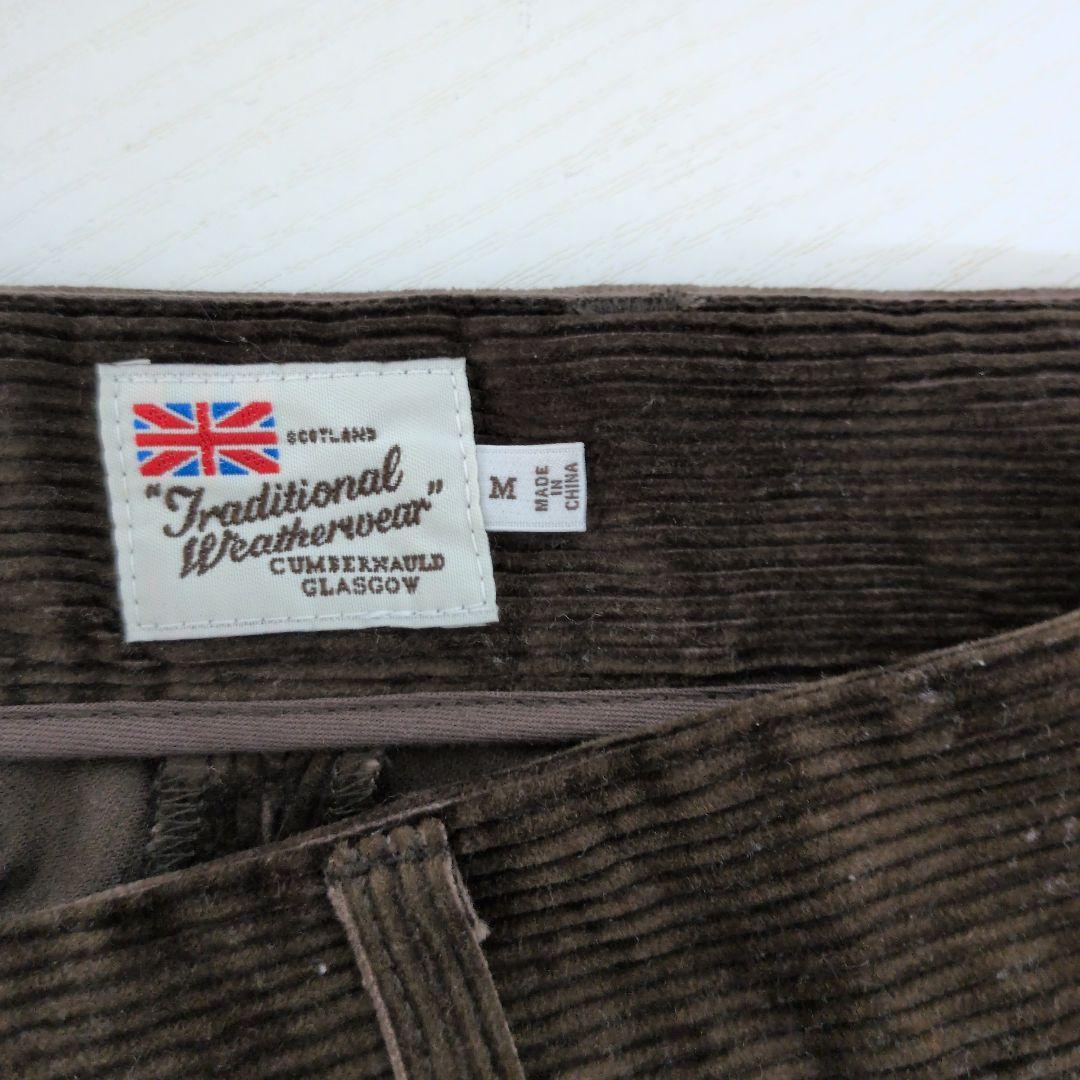 SCOTLAND
"Traditional
Weatherwear"
CUMBERNAULD
GLASGOW
M
MADE
IN
CHINA